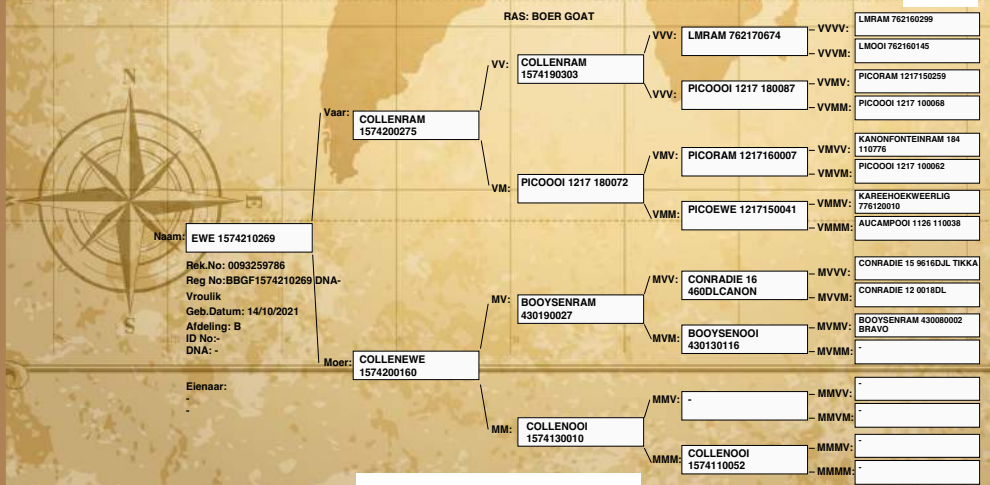 RAS: BOER GOAT
N
E
S
Naam:
EWE 1574210269
Rek.No: 0093259786
Reg No:BBGF1574210269 DNA-
Vroulik
Geb.Datum: 14/10/2021
Afdeling: B
ID No:-
DNA: -
Eienaar:
-
-
Vaar:
COLLENRAM
1574200275
Moer:
COLLENEWE
1574200160
VV:
COLLENRAM
1574190303
VM:
PICOOOI 1217 180072
MV:
BOOYSENRAM
430190027
MM:
COLLENOOI
1574130010
VVV:
LMRAM 762170674
VVV:
PICOOOI 1217 180087
VMV:
PICORAM 1217160007
VMM:
PICOEWE 1217150041
MVV:
CONRADIE 16
460DLCANON
MVM:
BOOYSENOOI
430130116
MMV:
-
MMM:
COLLENOOI
1574110052
VVVV:
LMRAM 762160299
VVVM:
LMOOI 762160145
VVMV:
PICORAM 1217150259
VVMM:
PICOOOI 1217 100068
VMVV:
KANONFONTEINRAM 184
110776
VMVM:
PICOOOI 1217 100062
VMMV:
KAREEHOEKWEERLIG
776120010
VMMM:
AUCAMPOOI 1126 110038
MVVV:
CONRADIE 15 9616DJL TIKKA
MVVM:
CONRADIE 12 0018DL
MVMV:
BOOYSENRAM 430080002
BRAVO
MVMM:
-
MMVV:
-
MMVM:
-
MMMV:
-
MMMM:
-